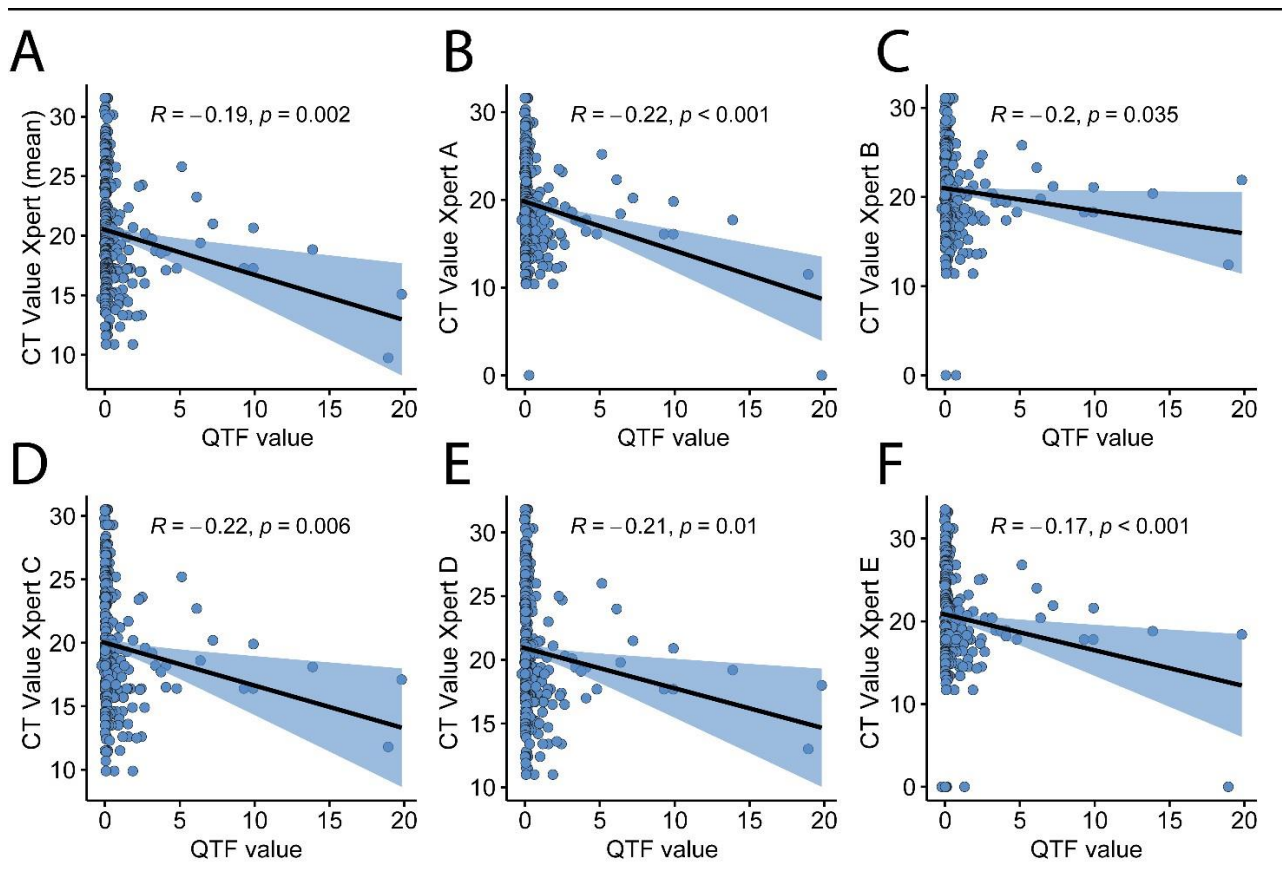 A
R = −0.19, p = 0.002
CT Value Xpert (mean)
30
25
20
15
10
0 5 10 15 20
QTF value
B
R = −0.22, p < 0.001
CT Value Xpert A
30
20
10
0
0 5 10 15 20
QTF value
C
R = −0.2, p = 0.035
CT Value Xpert B
30
20
10
0
0 5 10 15 20
QTF value
D
R = −0.22, p = 0.006
CT Value Xpert C
30
25
20
15
10
0 5 10 15 20
QTF value
E
R = −0.21, p = 0.01
CT Value Xpert D
30
25
20
15
10
0 5 10 15 20
QTF value
F
R = −0.17, p < 0.001
CT Value Xpert E
30
20
10
0
0 5 10 15 20
QTF value